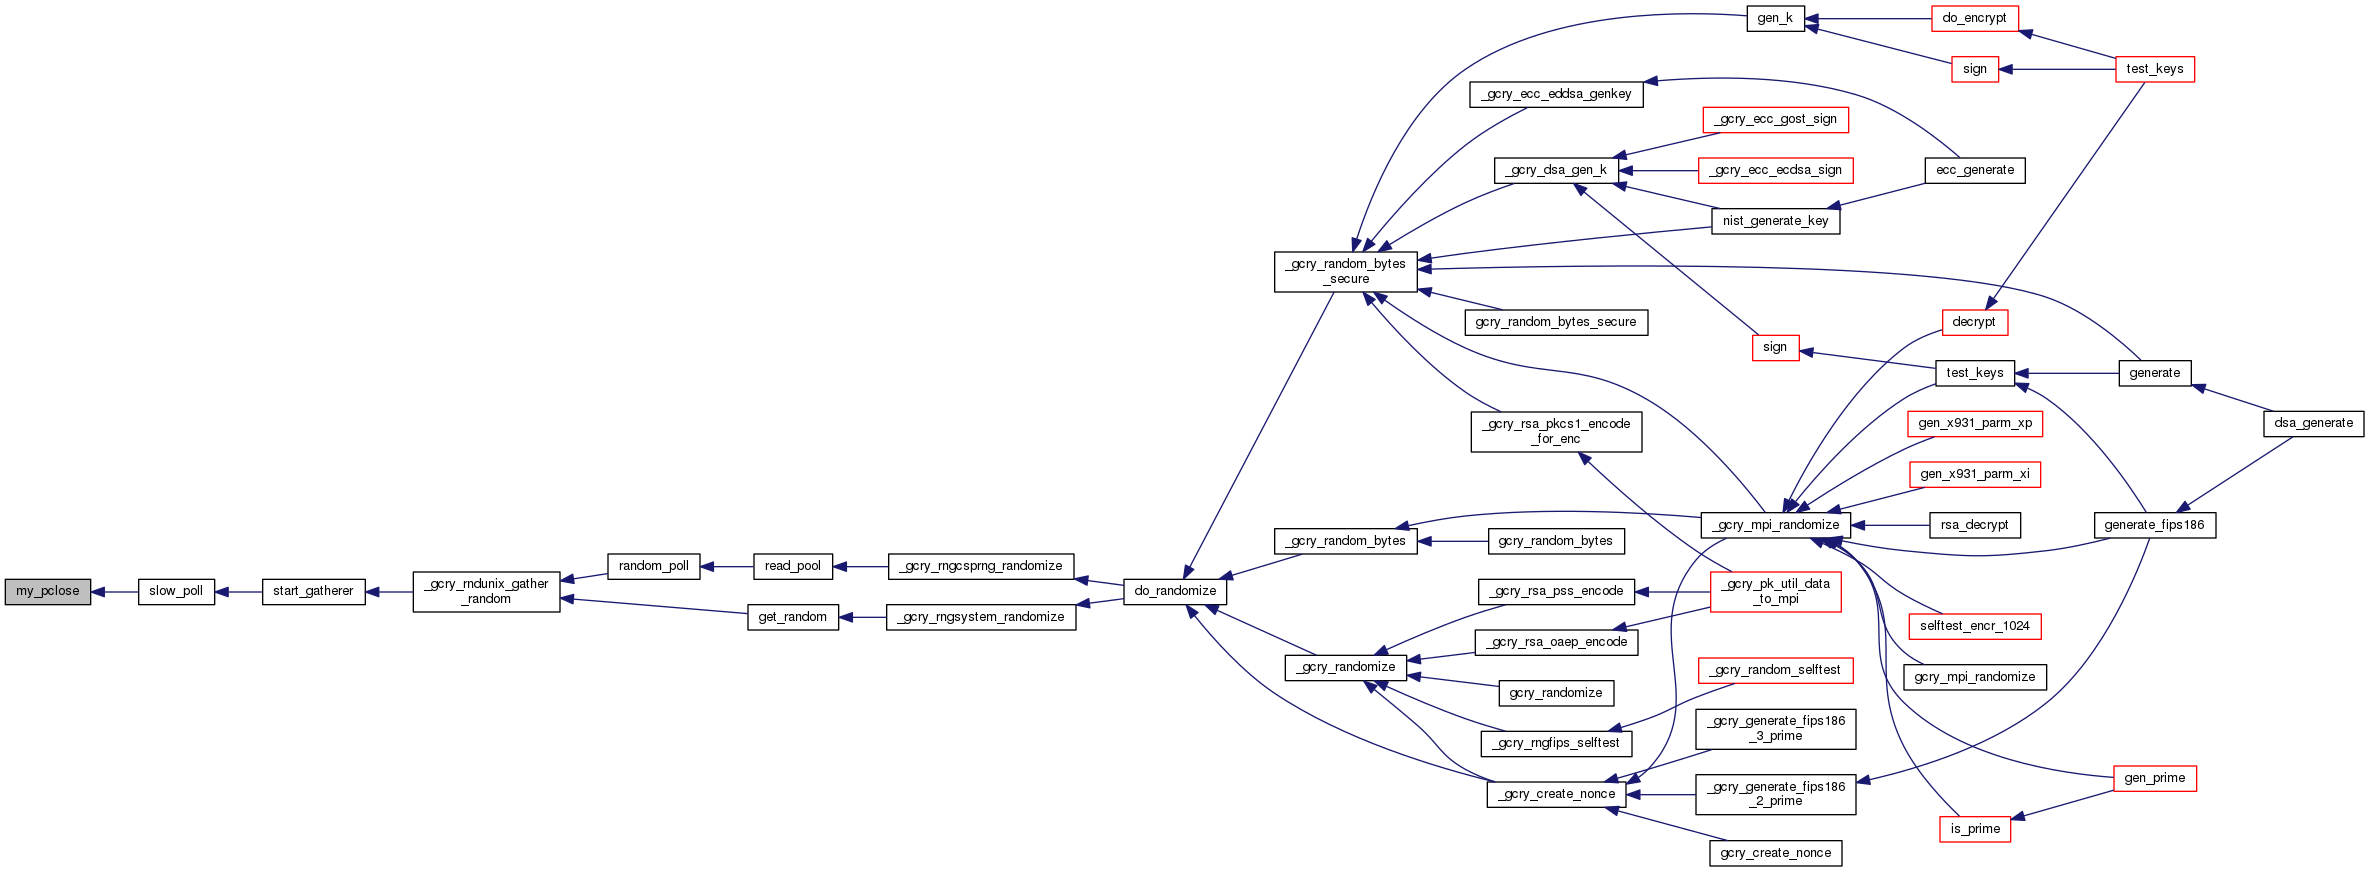 my_pclose
slow_poll
start_gatherer
_gcry_rndunix_gather
_random
random_poll
read_pool
_gcry_rngcsprng_randomize
get_random
_gcry_rngsystem_randomize
do_randomize
_gcry_random_bytes
_secure
_gcry_random_bytes
gcry_random_bytes
_gcry_randomize
_gcry_create_nonce
gen_k
do_encrypt
sign
test_keys
_gcry_ecc_eddsa_genkey
_gcry_ecc_gost_sign
_gcry_dsa_gen_k
_gcry_ecc_ecdsa_sign
ecc_generate
nist_generate_key
gcry_random_bytes_secure
sign
decrypt
test_keys
generate
dsa_generate
_gcry_rsa_pkcs1_encode
_for_enc
gen_x931_parm_xp
gen_x931_parm_xi
_gcry_mpi_randomize
rsa_decrypt
generate_fips186
_gcry_rsa_pss_encode
_gcry_pk_util_data
_to_mpi
_gcry_rsa_oaep_encode
selftest_encr_1024
gcry_randomize
_gcry_random_selftest
gcry_mpi_randomize
_gcry_rngfips_selftest
_gcry_generate_fips186
_3_prime
_gcry_generate_fips186
_2_prime
gen_prime
is_prime
gcry_create_nonce